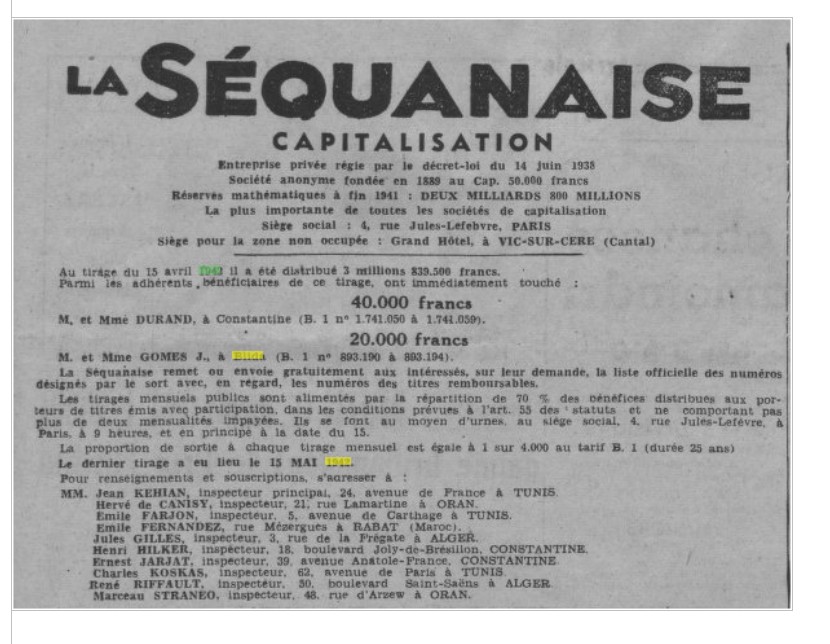 LA SÉQUANAISE
CAPITALISATION
Entreprise privée régie par le décret-loi du 14 juin 1938
Société anonyme fondée en 1889 au Cap. 50.000 francs
Réserves mathématiques à fin 1941 : DEUX MILLIARDS 800 MILLIONS
La plus importante de toutes les sociétés de capitalisation
Siège social : 4, rue Jules-Lefebvre, PARIS
Siège pour la zone non occupée : Grand Hôtel, à VIC-SUR-CERE (Cantal)
Au tirage du 15 avril 1942 il a été distribué 3 millions 839.500 francs.
Parmi les adhérents bénéficiaires de ce tirage, ont immédiatement touché :
40.000 francs
M. et Mme DURAND, à Constantine (B. 1 n° 1.741.050 à 1.741.059).
20.000 francs
M. et Mme GOMES J., à Blida (B. 1 n° 893.190 à 893.194).
La Séquanaise remet ou envoie gratuitement aux intéressés, sur leur demande, la liste officielle des numéros
désignés par le sort avec, en regard, les numéros des titres remboursables.
Les tirages mensuels publics sont alimentés par la répartition de 70 % des bénéfices distribues aux por-
teurs de titres émis avec participation, dans les conditions prévues à l'art. 55 des statuts et ne comportant pas
plus de deux mensualités impayées. Ils se font au moyen d'urnes, au siège social, 4, rue Jules-Lefèvre, à
Paris, à 9 heures, et en principe à la date du 15.
La proportion de sortie à chaque tirage mensuel est égale à 1 sur 4.000 au tarif B. 1 (durée 25 ans)
Le dernier tirage a eu lieu le 15 MAI 1942.
Pour renseignements et souscriptions, s'adresser à :
MM. Jean KEHIAN, inspecteur principal, 24, avenue de France à TUNIS.
Hervé de CANISY, inspecteur, 21, rue Lamartine à ORAN.
Emile FARJON, inspecteur, 5, avenue de Carthage à TUNIS.
Emile FERNANDEZ, rue Mézergues à RABAT (Maroc).
Jules GILLES, inspecteur, 3, rue de la Frégate à ALGER.
Henri HILKER, inspecteur, 18, boulevard Joly-de-Brésillon, CONSTANTINE.
Ernest JARJAT, inspecteur, 39, avenue Anatole-France, CONSTANTINE.
Charles KOSKAS, inspecteur, 62, avenue de Paris à TUNIS.
René RIFFAULT, inspecteur, 50, boulevard Saint-Saëns à ALGER
Marceau STRANEO, inspecteur, 48, rue d'Arzew à ORAN.